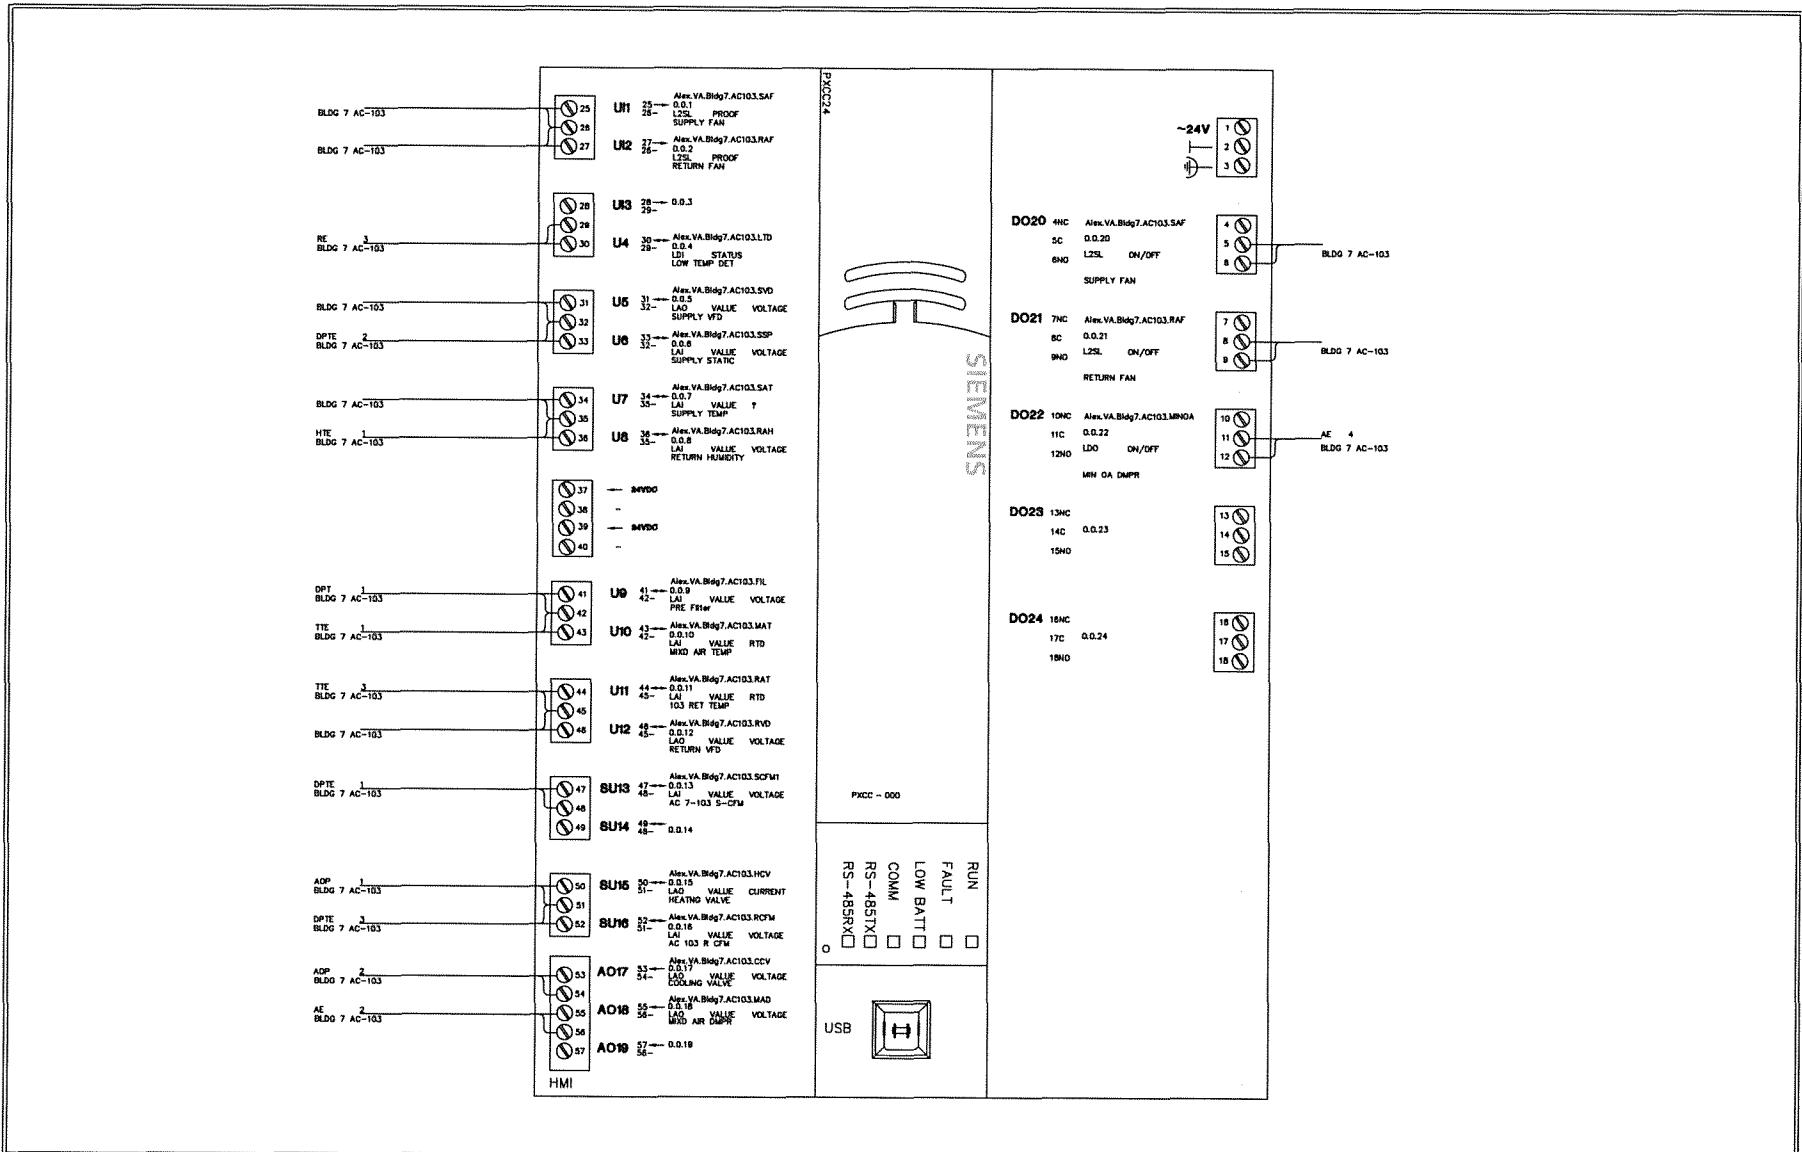 PXCC24
BLDG 7 AC-103
25
26
27
UI1 25 26- Alex.VA.Bldg7.AC103.SAF
0.0.1
L2SL PROOF
SUPPLY FAN
BLDG 7 AC-103
UI2 27 26- Alex.VA.Bldg7.AC103.RAF
0.0.2
L2SL PROOF
RETURN FAN
28
29
30
UI3 28 29- 0.0.3
RE 3
BLDG 7 AC-103
U4 30 29- Alex.VA.Bldg7.AC103.LTD
0.0.4
LDI STATUS
LOW TEMP DET
BLDG 7 AC-103
31
32
33
U5 31 32- Alex.VA.Bldg7.AC103.SVD
0.0.5
LAO VALUE VOLTAGE
SUPPLY VFD
DPTE 2
BLDG 7 AC-103
U6 33 32- Alex.VA.Bldg7.AC103.SSP
0.0.6
LAI VALUE VOLTAGE
SUPPLY STATIC
BLDG 7 AC-103
34
35
36
U7 34 35- Alex.VA.Bldg7.AC103.SAT
0.0.7
LAI VALUE ?
SUPPLY TEMP
HTE 1
BLDG 7 AC-103
U8 36 35- Alex.VA.Bldg7.AC103.RAH
0.0.8
LAI VALUE VOLTAGE
RETURN HUMIDITY
37 24VDC
38 -
39 24VDC
40 -
DPT 1
BLDG 7 AC-103
41
42
43
U9 41 42- Alex.VA.Bldg7.AC103.FIL
0.0.9
LAI VALUE VOLTAGE
PRE Filter
TTE 1
BLDG 7 AC-103
U10 43 42- Alex.VA.Bldg7.AC103.MAT
0.0.10
LAI VALUE RTD
MIXD AIR TEMP
TTE 3
BLDG 7 AC-103
44
45
46
U11 44 45- Alex.VA.Bldg7.AC103.RAT
0.0.11
LAI VALUE RTD
103 RET TEMP
BLDG 7 AC-103
U12 46 45- Alex.VA.Bldg7.AC103.RVD
0.0.12
LAO VALUE VOLTAGE
RETURN VFD
DPTE 1
BLDG 7 AC-103
47
48
49
SU13 47 48- Alex.VA.Bldg7.AC103.SCFM1
0.0.13
LAI VALUE VOLTAGE
AC 7-103 S-CFM
SU14 49 48- 0.0.14
AOP 1
BLDG 7 AC-103
50
51
52
SU15 50 51- Alex.VA.Bldg7.AC103.HCV
0.0.15
LAO VALUE CURRENT
HEATNG VALVE
DPTE 3
BLDG 7 AC-103
SU16 52 51- Alex.VA.Bldg7.AC103.RCFM
0.0.16
LAI VALUE VOLTAGE
AC 103 R CFM
AOP 2
BLDG 7 AC-103
53
54
55
56
57
AO17 53 54- Alex.VA.Bldg7.AC103.CCV
0.0.17
LAO VALUE VOLTAGE
COOLING VALVE
AE 2
BLDG 7 AC-103
AO18 55 56- Alex.VA.Bldg7.AC103.MAD
0.0.18
LAO VALUE VOLTAGE
MIXD AIR DMPR
AO19 57 56- 0.0.19
HMI
SIEMENS
PXCC - 000
RUN
FAULT
LOW BATT
COMM
RS-485TX
RS-485RX
USB
~24V 1
2
3
DO20 4NC Alex.VA.Bldg7.AC103.SAF 4
5C 0.0.20 5
6NO L2SL ON/OFF 6
SUPPLY FAN
BLDG 7 AC-103
DO21 7NC Alex.VA.Bldg7.AC103.RAF 7
8C 0.0.21 8
9NO L2SL ON/OFF 9
RETURN FAN
BLDG 7 AC-103
DO22 10NC Alex.VA.Bldg7.AC103.MINOA 10
11C 0.0.22 11
12NO LDO ON/OFF 12
MIN OA DMPR
AE 4
BLDG 7 AC-103
DO23 13NC 13
14C 0.0.23 14
15NO 15
DO24 16NC 16
17C 0.0.24 17
18NO 18